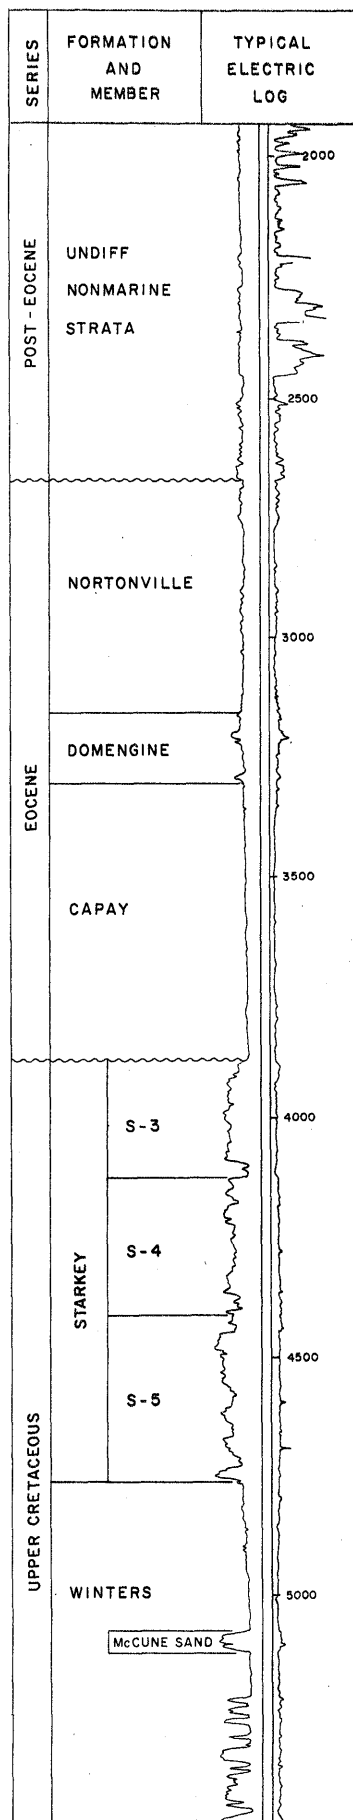 SERIES
FORMATION
AND
MEMBER
TYPICAL
ELECTRIC
LOG
2000
POST-EOCENE
UNDIFF
NONMARINE
STRATA
2500
NORTONVILLE
3000
DOMENGINE
EOCENE
3500
CAPAY
4000
S-3
STARKEY
S-4
4500
S-5
UPPER CRETACEOUS
WINTERS
5000
McCUNE SAND